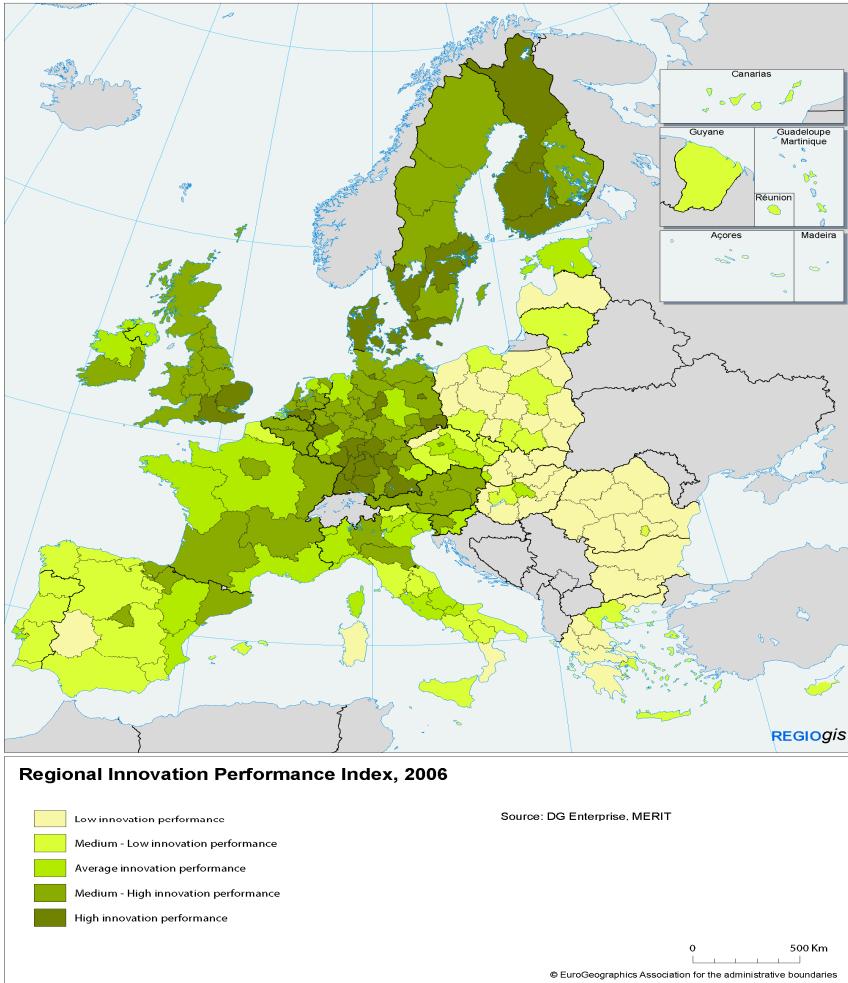 Canarias
Guyane
Guadeloupe
Martinique
Réunion
Açores
Madeira
REGIOgis
Regional Innovation Performance Index, 2006
Low innovation performance
Medium - Low innovation performance
Average innovation performance
Medium - High innovation performance
High innovation performance
Source: DG Enterprise, MERIT
0 500 Km
© EuroGeographics Association for the administrative boundaries